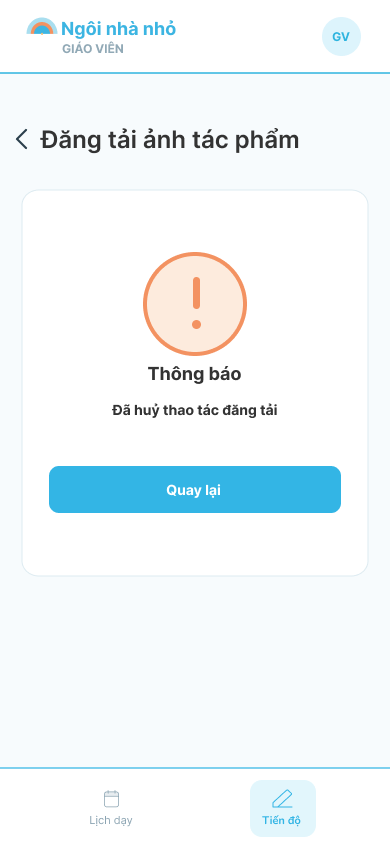 Ngôi nhà nhỏ
GIÁO VIÊN
GV
Đăng tải ảnh tác phẩm
Thông báo
Đã huỷ thao tác đăng tải
Quay lại
Lịch dạy
Tiến độ